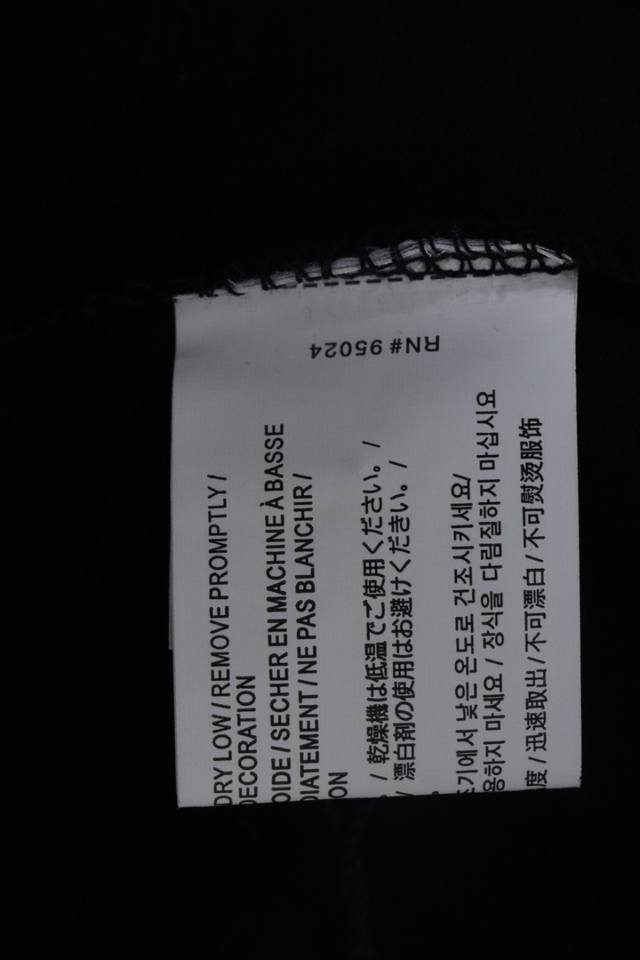 RN# 95024
DRY LOW / REMOVE PROMPTLY /
DECORATION
OIDE / SECHER EN MACHINE À BASSE
DIATEMENT / NE PAS BLANCHIR /
ON
/ 乾燥機は低温でご使用ください。 /
/ 漂白剤の使用はお避けください。 /
조기에서 낮은 온도로 건조시키세요/
용하지 마세요 / 장식을 다림질하지 마십시요
度 / 迅速取出 / 不可漂白 / 不可熨烫服饰